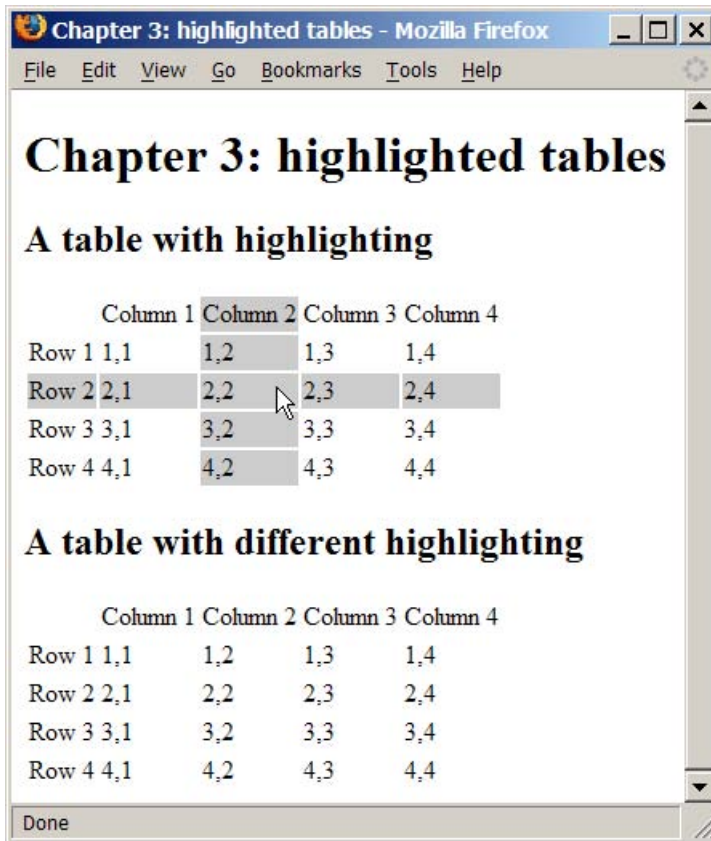 Chapter 3: highlighted tables - Mozilla Firefox
File Edit View Go Bookmarks Tools Help
Chapter 3: highlighted tables
A table with highlighting
Column 1 Column 2 Column 3 Column 4
Row 1 1,1 1,2 1,3 1,4
Row 2 2,1 2,2 2,3 2,4
Row 3 3,1 3,2 3,3 3,4
Row 4 4,1 4,2 4,3 4,4
A table with different highlighting
Column 1 Column 2 Column 3 Column 4
Row 1 1,1 1,2 1,3 1,4
Row 2 2,1 2,2 2,3 2,4
Row 3 3,1 3,2 3,3 3,4
Row 4 4,1 4,2 4,3 4,4
Done